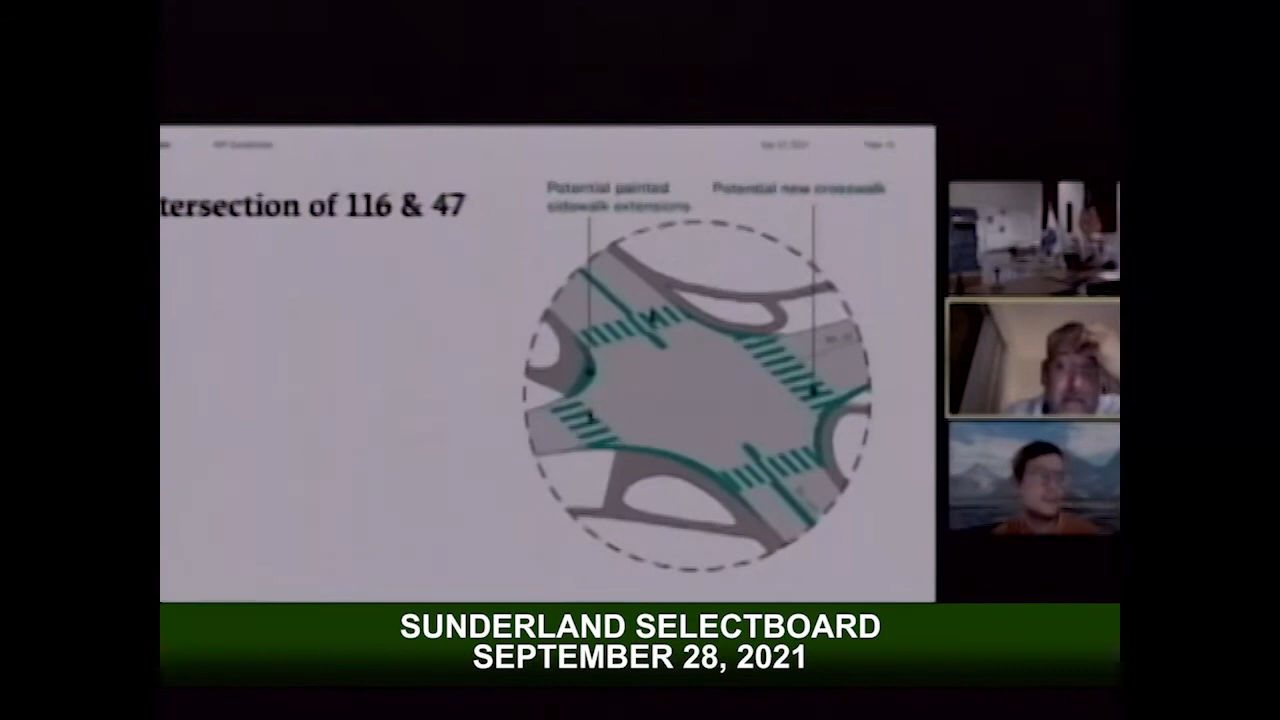 tersection of 116 & 47
Potential painted
sidewalk extensions
Potential new crosswalk
SUNDERLAND SELECTBOARD
SEPTEMBER 28, 2021